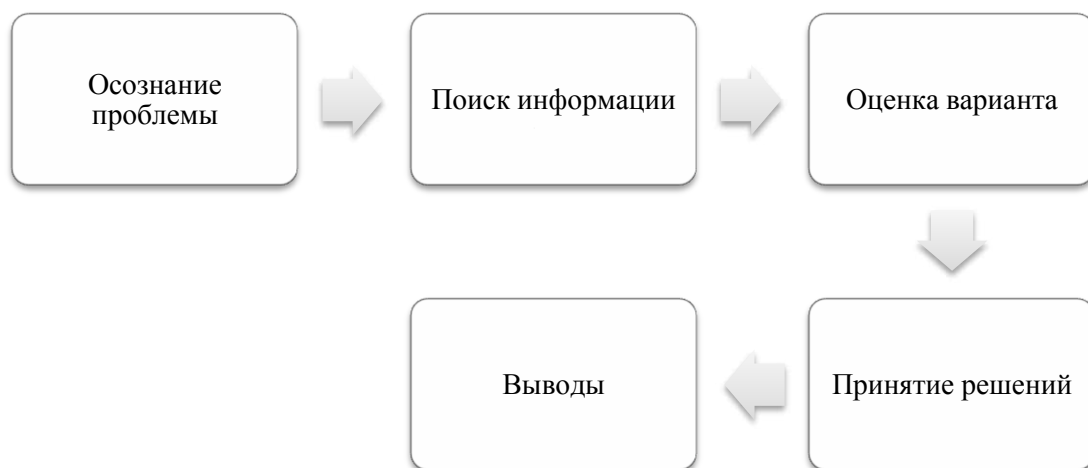 Осознание
проблемы
Поиск информации
Оценка варианта
Принятие решений
Выводы